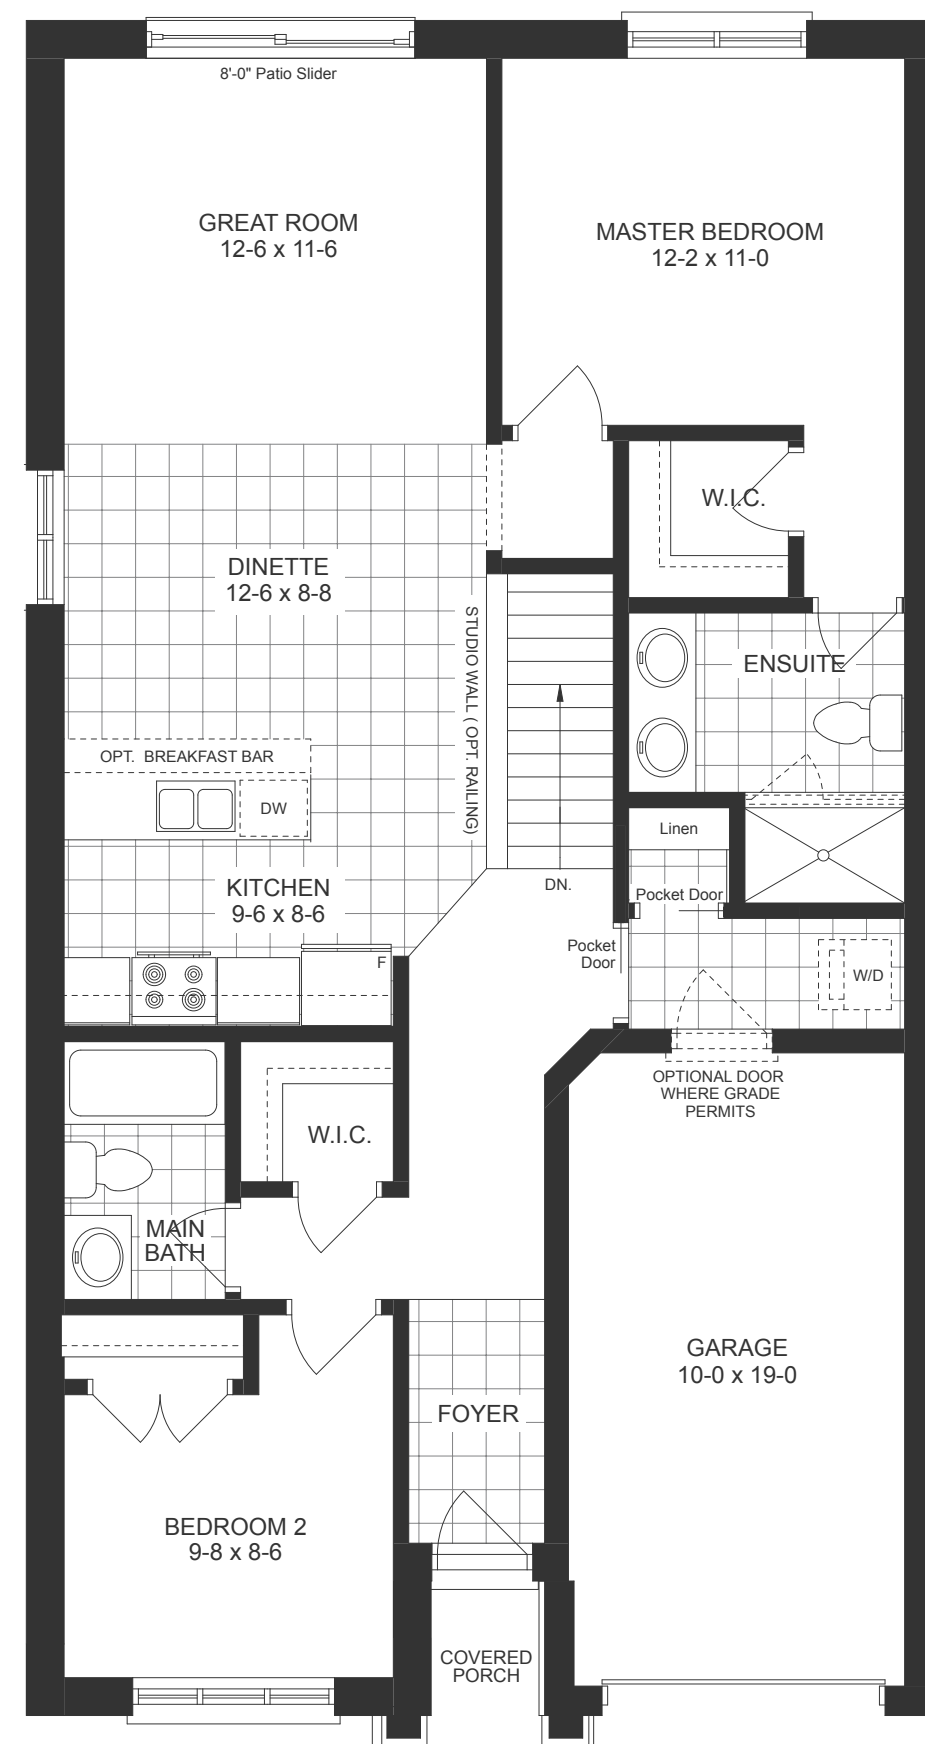 8'-0" Patio Slider
GREAT ROOM
12-6 x 11-6
MASTER BEDROOM
12-2 x 11-0
W.I.C.
DINETTE
12-6 x 8-8
STUDIO WALL ( OPT. RAILING)
ENSUITE
OPT. BREAKFAST BAR
DW
Linen
KITCHEN
9-6 x 8-6
DN.
Pocket Door
F
Pocket
Door
W/D
OPTIONAL DOOR
WHERE GRADE
PERMITS
W.I.C.
MAIN
BATH
GARAGE
10-0 x 19-0
FOYER
BEDROOM 2
9-8 x 8-6
COVERED
PORCH